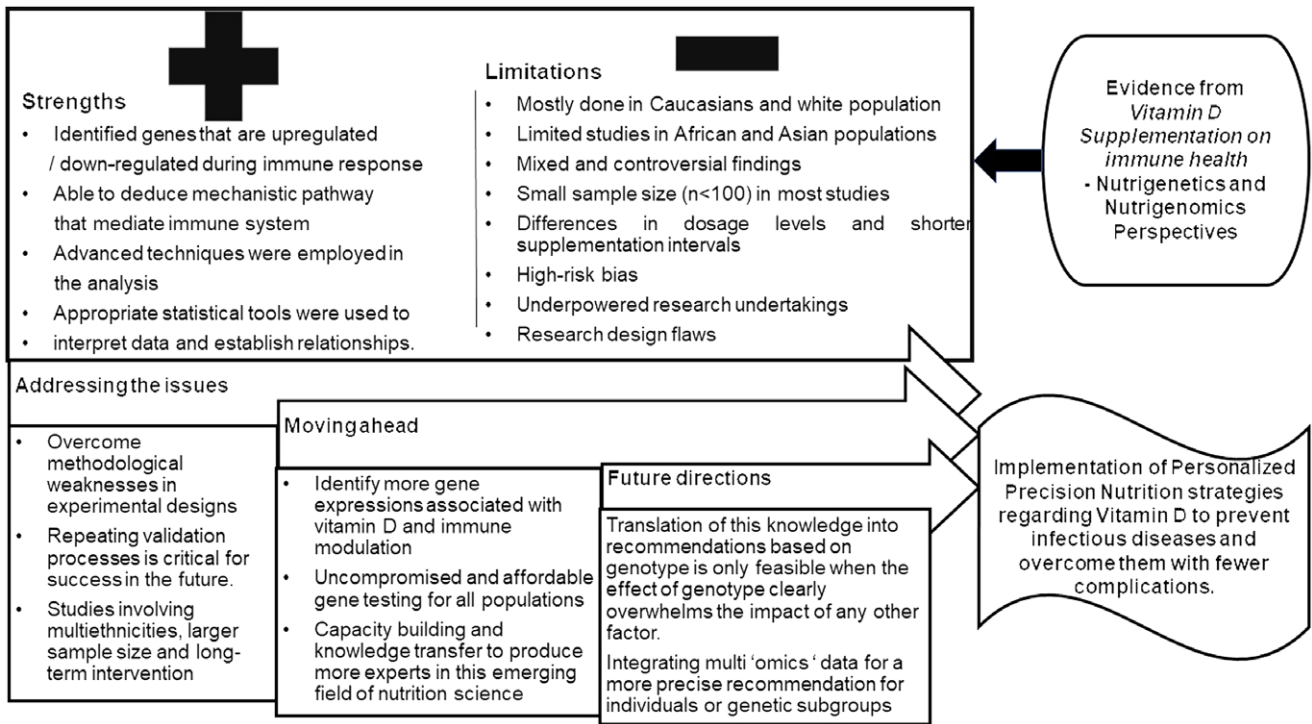 Strengths
• Identified genes that are upregulated
/ down-regulated during immune response
• Able to deduce mechanistic pathway
that mediate immune system
• Advanced techniques were employed in
the analysis
• Appropriate statistical tools were used to
• interpret data and establish relationships.
Limitations
• Mostly done in Caucasians and white population
• Limited studies in African and Asian populations
• Mixed and controversial findings
• Small sample size (n<100) in most studies
• Differences in dosage levels and shorter
supplementation intervals
• High-risk bias
• Underpowered research undertakings
• Research design flaws
Evidence from
Vitamin D
Supplementation on
immune health
- Nutrigenetics and
Nutrigenomics
Perspectives
Addressing the issues
• Overcome
methodological
weaknesses in
experimental designs
• Repeating validation
processes is critical for
success in the future.
• Studies involving
multiethnicities, larger
sample size and long-
term intervention
Moving ahead
• Identify more gene
expressions associated with
vitamin D and immune
modulation
• Uncompromised and affordable
gene testing for all populations
• Capacity building and
knowledge transfer to produce
more experts in this emerging
field of nutrition science
Future directions
Translation of this knowledge into
recommendations based on
genotype is only feasible when the
effect of genotype clearly
overwhelms the impact of any other
factor.
Integrating multi ‘omics ‘ data for a
more precise recommendation for
individuals or genetic subgroups
Implementation of Personalized
Precision Nutrition strategies
regarding Vitamin D to prevent
infectious diseases and
overcome them with fewer
complications.